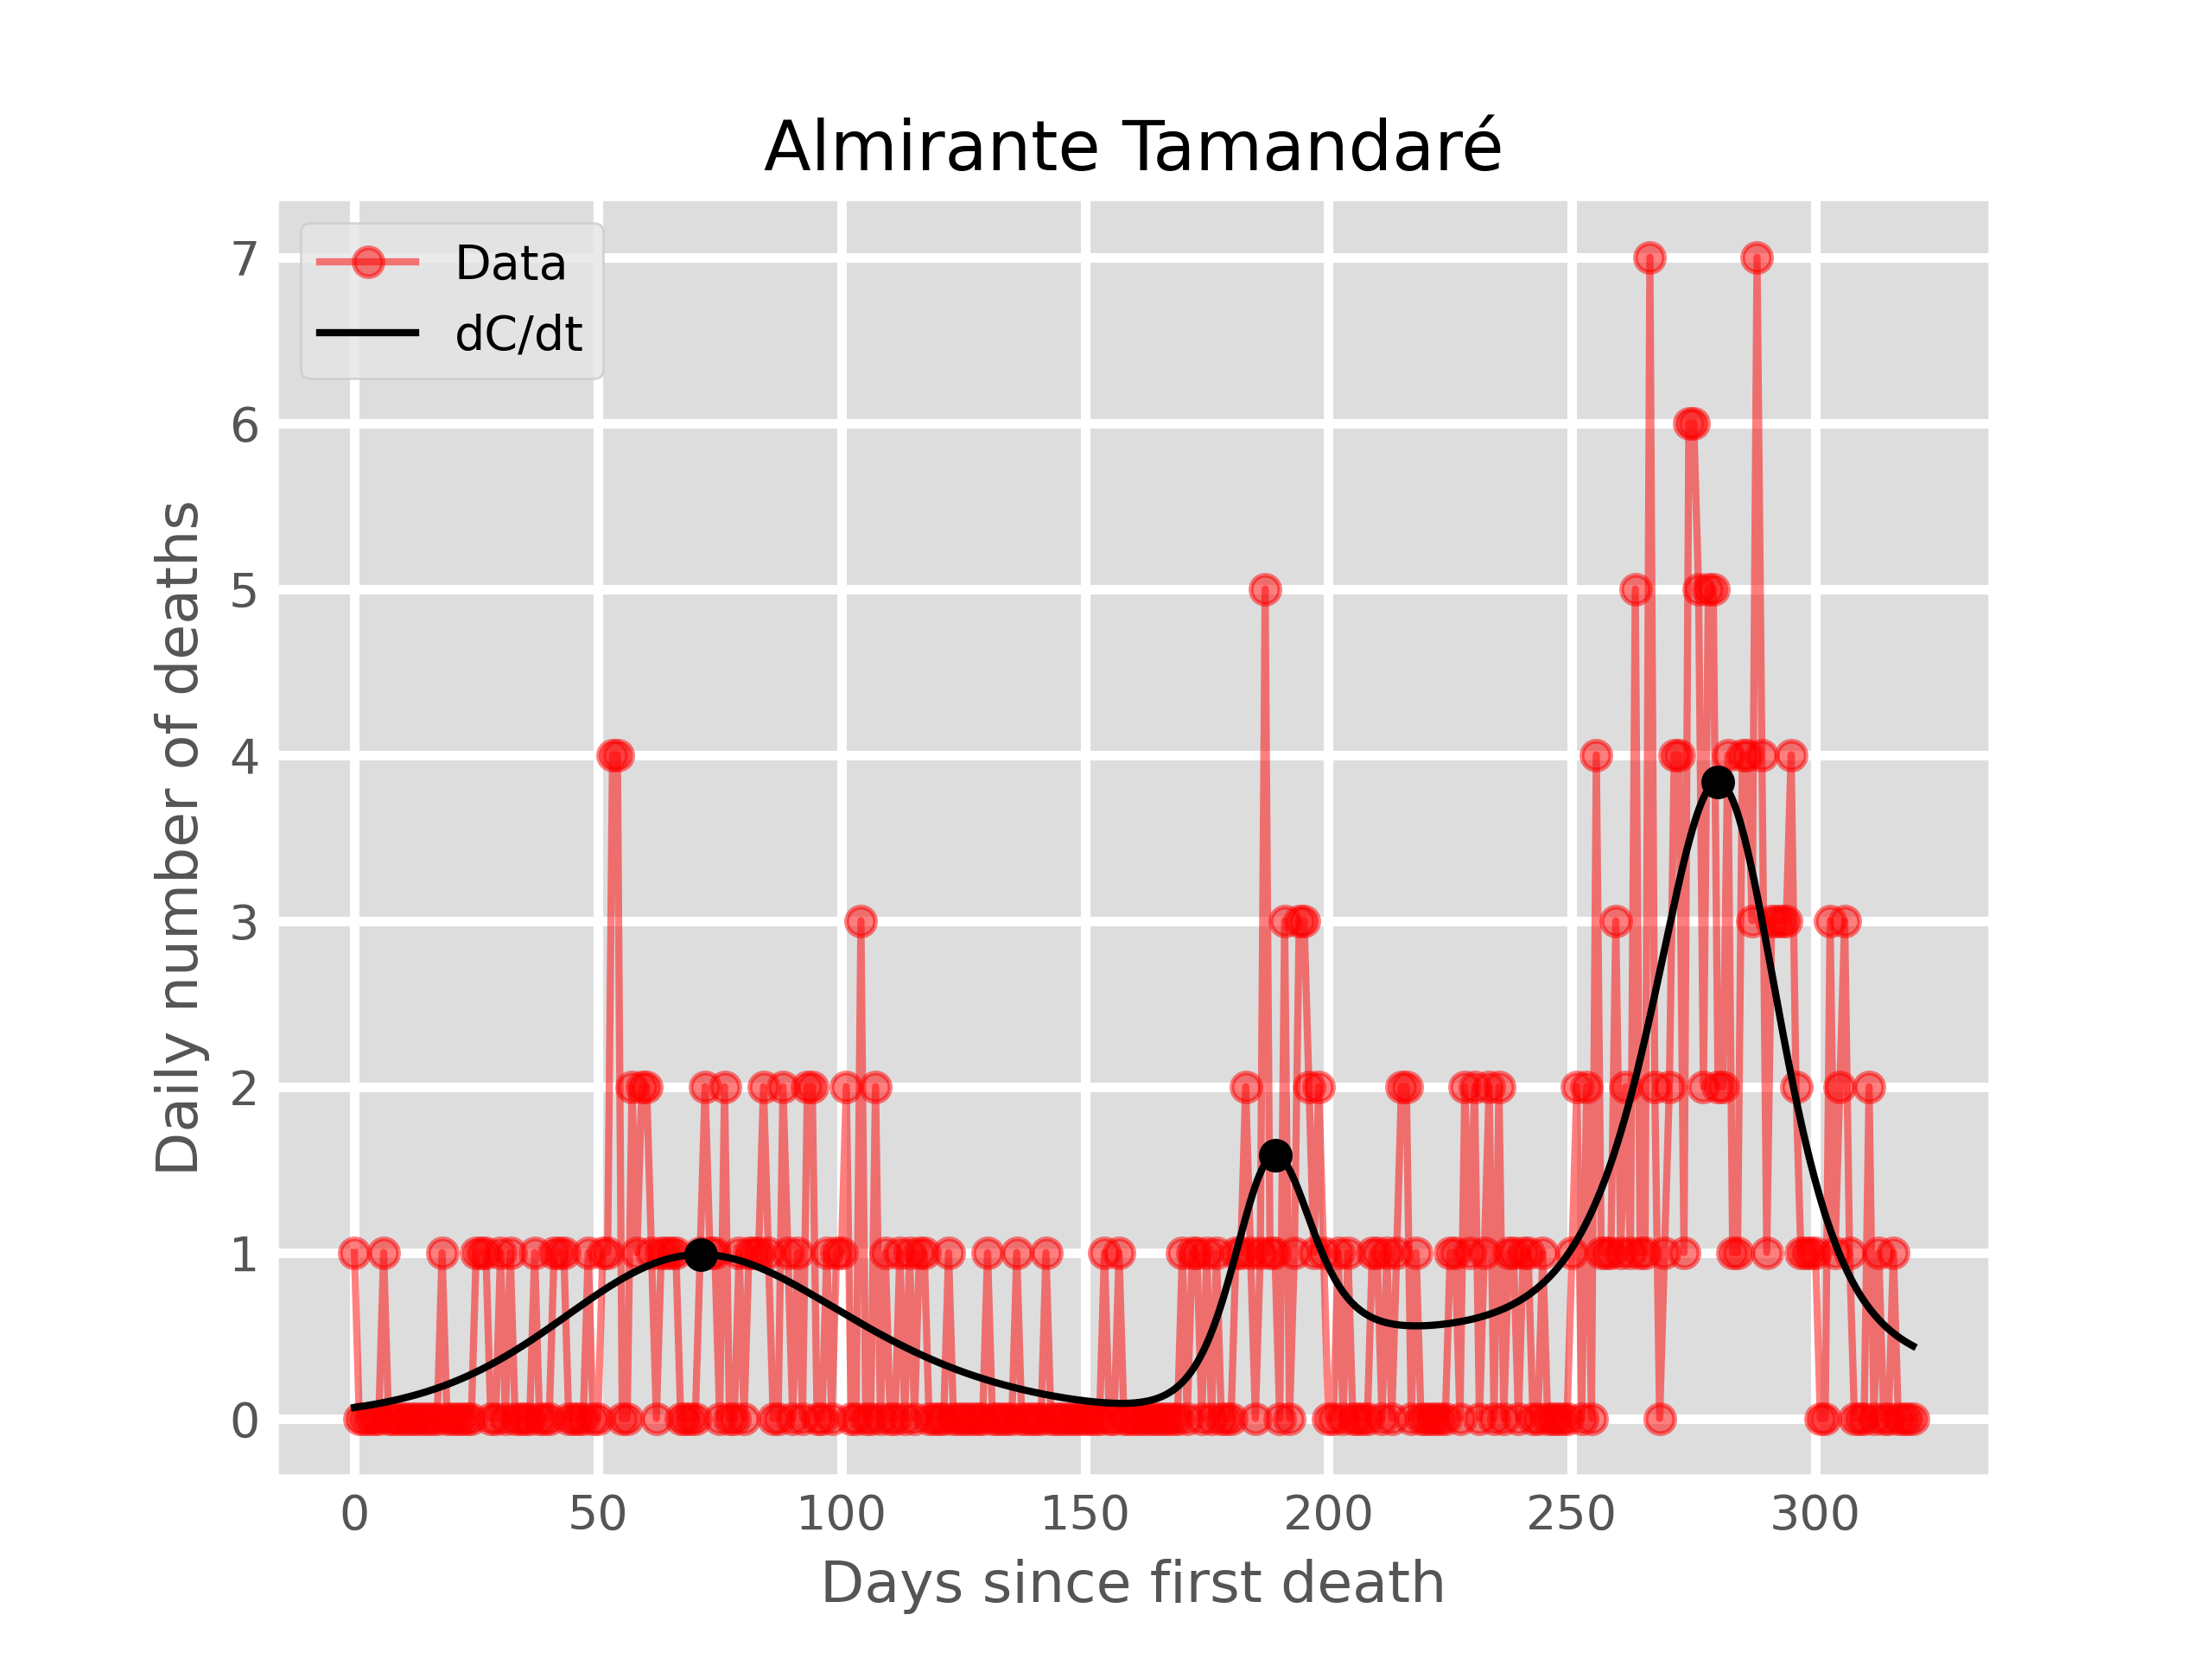 Almirante Tamandaré
Data
dC/dt
7
6
5
4
3
2
1
0
Daily number of deaths
0 50 100 150 200 250 300
Days since first death